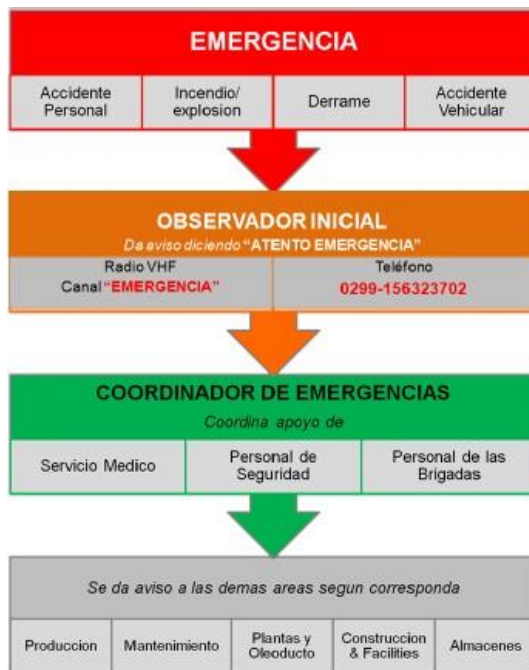 EMERGENCIA
Accidente
Personal
Incendio/
explosion
Derrame
Accidente
Vehicular
OBSERVADOR INICIAL
Da aviso diciendo “ATENTO EMERGENCIA”
Radio VHF
Canal “EMERGENCIA”
Teléfono
0299-156323702
COORDINADOR DE EMERGENCIAS
Coordina apoyo de
Servicio Medico
Personal de
Seguridad
Personal de las
Brigadas
Se da aviso a las demas areas segun corresponda
Produccion
Mantenimiento
Plantas y
Oleoducto
Construccion
& Facilities
Almacenes